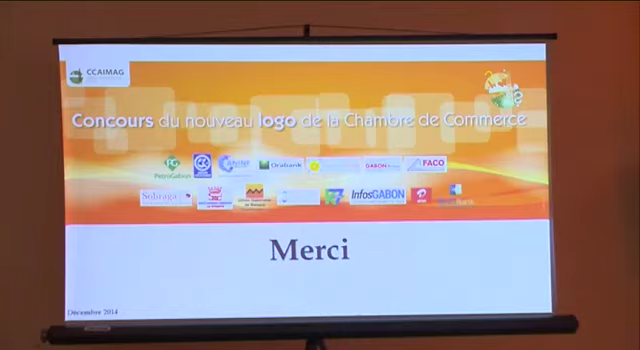 CCAIMAG
Concours du nouveau logo de la Chambre de Commerce
PetroGabon
ANINF
Orabank
GABON
FACO
Sobraga
InfosGABON
Merci
Décembre 2014